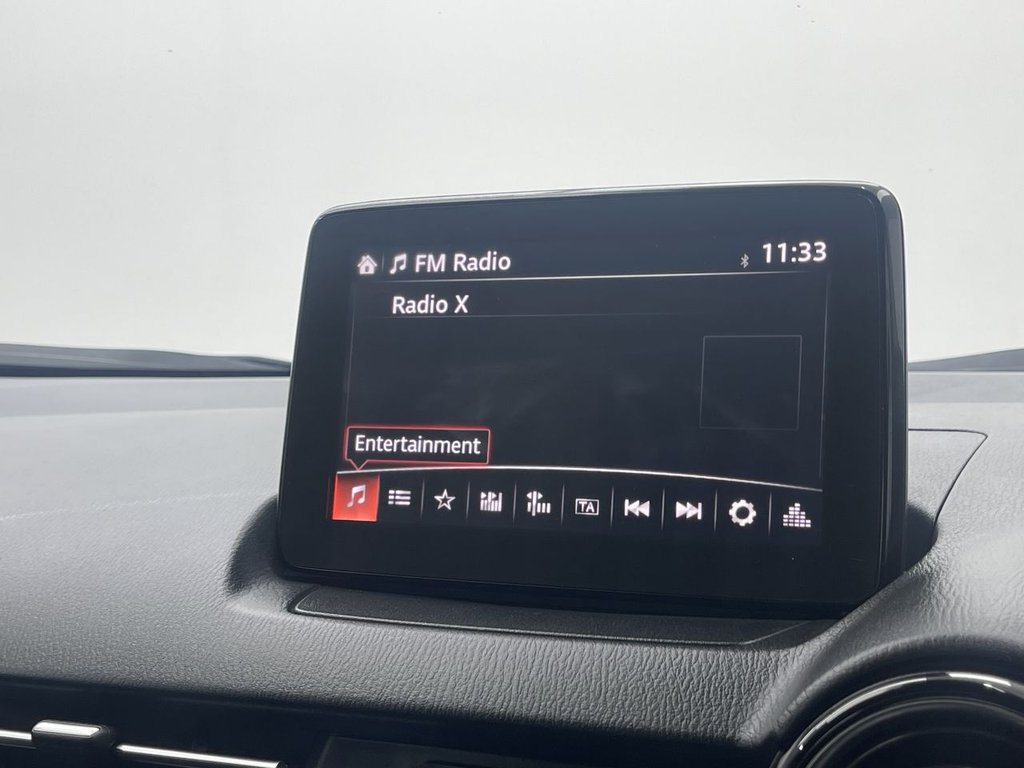 FM Radio 11:33
Radio X
Entertainment
TA